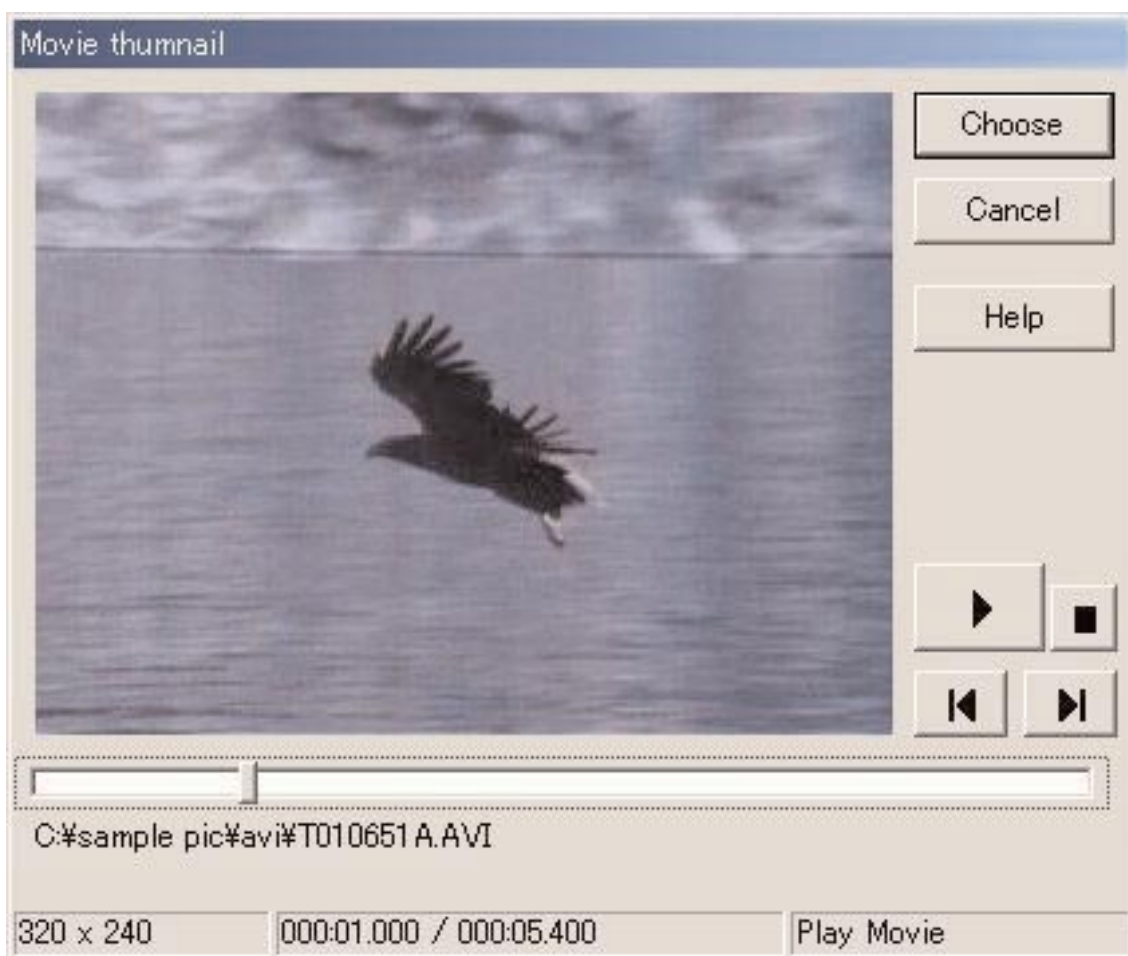 Movie thumnail
Choose
Cancel
Help
C:¥sample pic¥avi¥T010651A.AVI
320 x 240
000:01.000 / 000:05.400
Play Movie